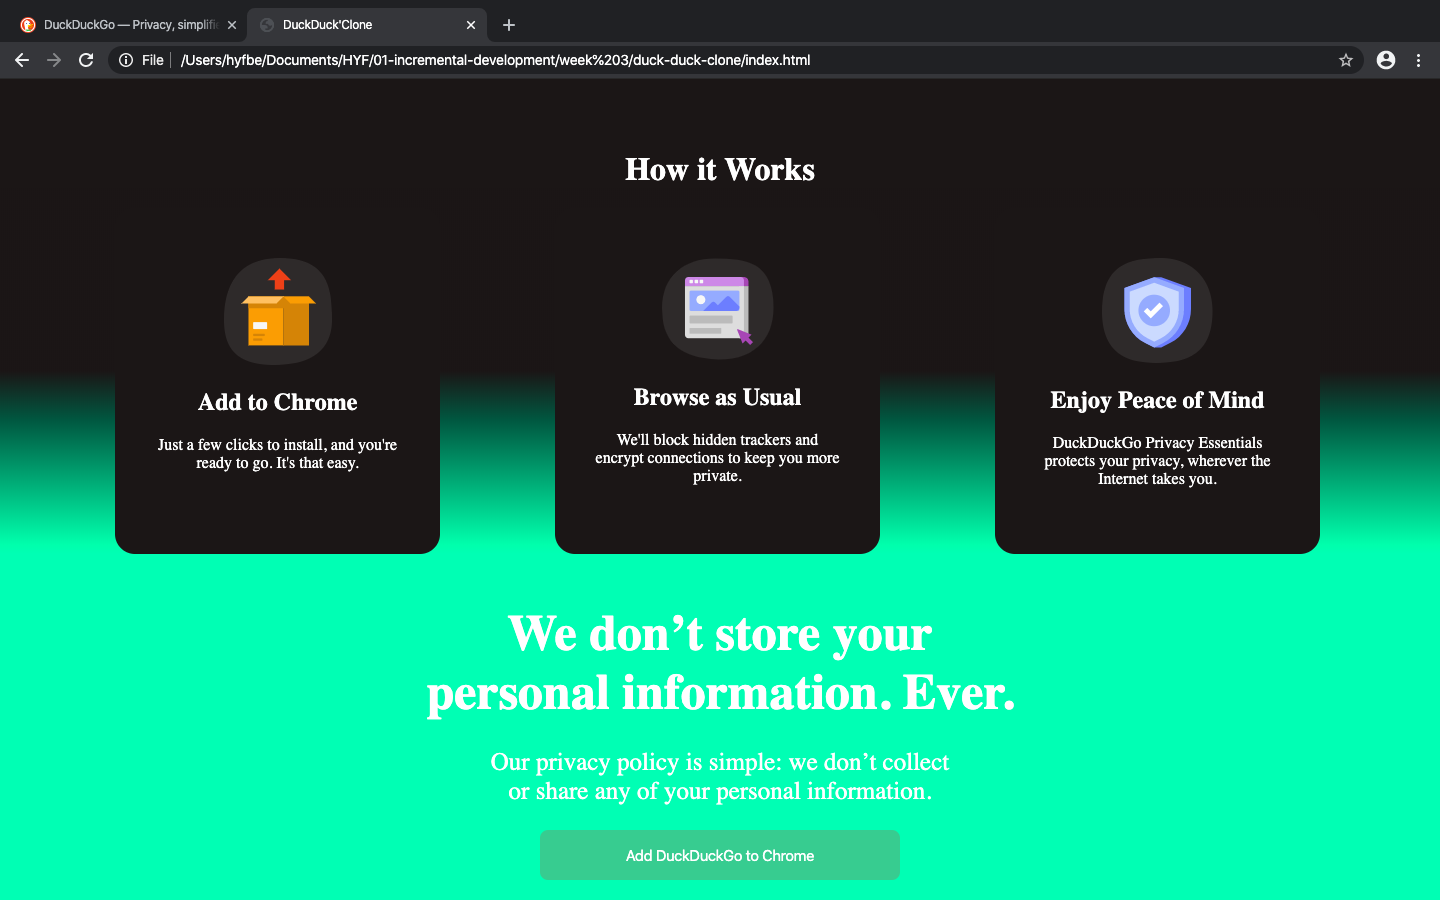 DuckDuckGo — Privacy, simplifi
DuckDuck'Clone
File
/Users/hyfbe/Documents/HYF/01-incremental-development/week%203/duck-duck-clone/index.html
How it Works
Add to Chrome
Just a few clicks to install, and you're
ready to go. It's that easy.
Browse as Usual
We'll block hidden trackers and
encrypt connections to keep you more
private.
Enjoy Peace of Mind
DuckDuckGo Privacy Essentials
protects your privacy, wherever the
Internet takes you.
We don’t store your
personal information. Ever.
Our privacy policy is simple: we don’t collect
or share any of your personal information.
Add DuckDuckGo to Chrome